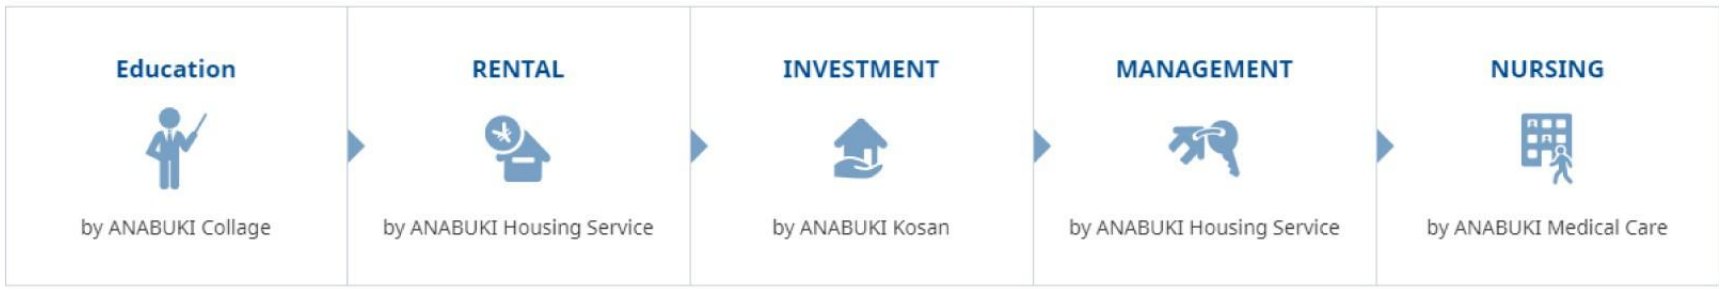 Education
by ANABUKI Collage
RENTAL
by ANABUKI Housing Service
INVESTMENT
by ANABUKI Kosan
MANAGEMENT
by ANABUKI Housing Service
NURSING
by ANABUKI Medical Care